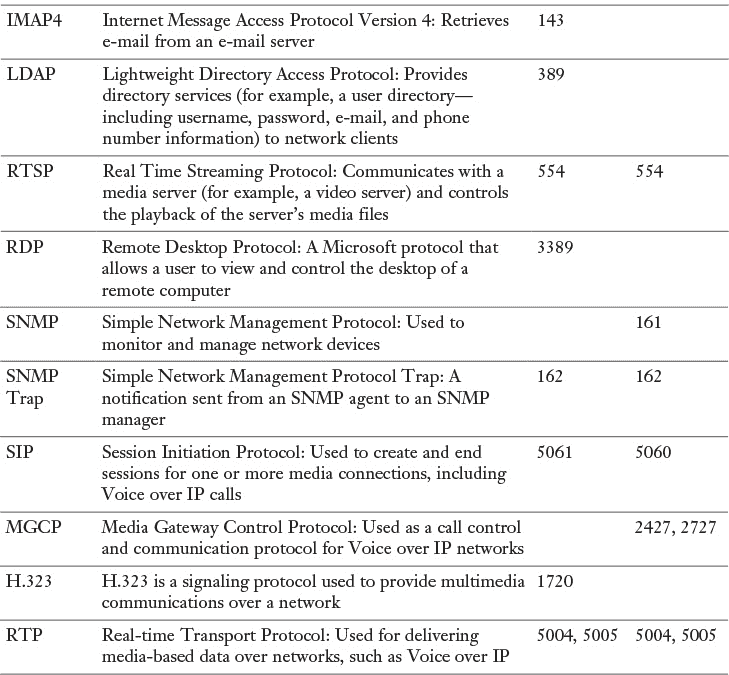 IMAP4 Internet Message Access Protocol Version 4: Retrieves 143
e-mail from an e-mail server
LDAP Lightweight Directory Access Protocol: Provides 389
directory services (for example, a user directory—
including username, password, e-mail, and phone
number information) to network clients
RTSP Real Time Streaming Protocol: Communicates with a 554 554
media server (for example, a video server) and controls
the playback of the server’s media files
RDP Remote Desktop Protocol: A Microsoft protocol that 3389
allows a user to view and control the desktop of a
remote computer
SNMP Simple Network Management Protocol: Used to 161
monitor and manage network devices
SNMP Simple Network Management Protocol Trap: A 162 162
Trap notification sent from an SNMP agent to an SNMP
manager
SIP Session Initiation Protocol: Used to create and end 5061 5060
sessions for one or more media connections, including
Voice over IP calls
MGCP Media Gateway Control Protocol: Used as a call control 2427, 2727
and communication protocol for Voice over IP networks
H.323 H.323 is a signaling protocol used to provide multimedia 1720
communications over a network
RTP Real-time Transport Protocol: Used for delivering 5004, 5005 5004, 5005
media-based data over networks, such as Voice over IP